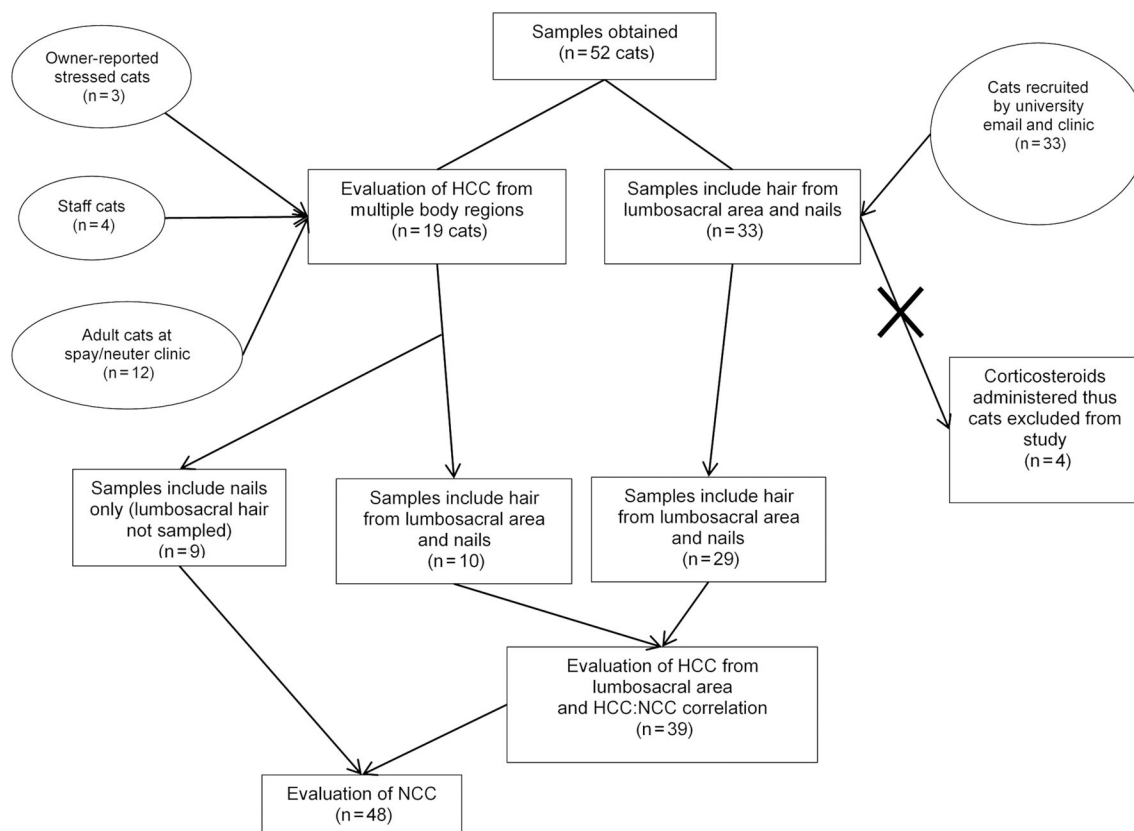 Samples obtained
(n=52 cats)
Owner-reported
stressed cats
(n=3)
Cats recruited
by university
email and clinic
(n=33)
Staff cats
(n=4)
Evaluation of HCC from
multiple body regions
(n=19 cats)
Samples include hair from
lumbosacral area and nails
(n=33)
Adult cats at
spay/neuter clinic
(n=12)
Corticosteroids
administered thus
cats excluded from
study
(n=4)
Samples include nails
only (lumbosacral hair
not sampled)
(n=9)
Samples include hair
from lumbosacral area
and nails
(n=10)
Samples include hair
from lumbosacral area
and nails
(n=29)
Evaluation of HCC from
lumbosacral area
and HCC:NCC correlation
(n=39)
Evaluation of NCC
(n=48)